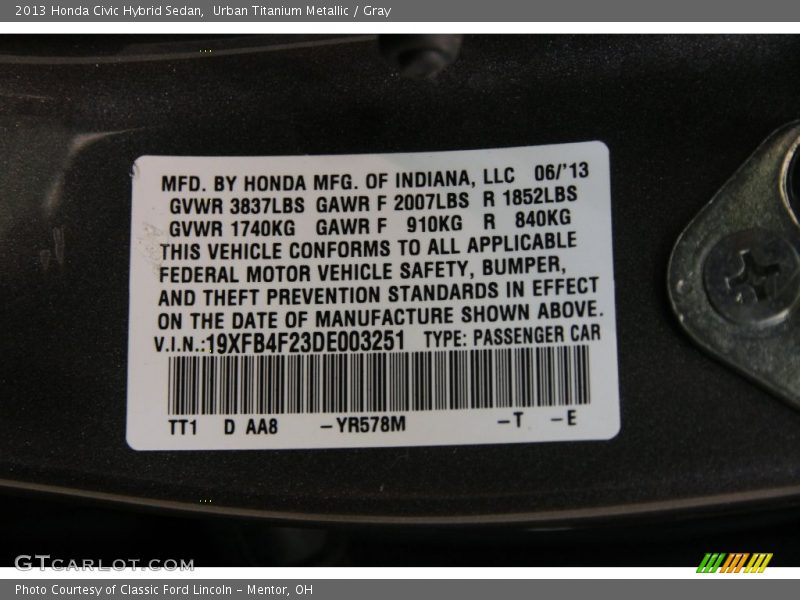 2013 Honda Civic Hybrid Sedan,  Urban Titanium Metallic / Gray
MFD. BY HONDA MFG. OF INDIANA, LLC 06/'13
GVWR 3837LBS GAWR F 2007LBS R 1852LBS
GVWR 1740KG GAWR F 910KG R 840KG
THIS VEHICLE CONFORMS TO ALL APPLICABLE
FEDERAL MOTOR VEHICLE SAFETY, BUMPER,
AND THEFT PREVENTION STANDARDS IN EFFECT
ON THE DATE OF MANUFACTURE SHOWN ABOVE.
V.I.N.:19XFB4F23DE003251 TYPE: PASSENGER CAR
TT1 D AA8 –YR578M –T –E
GTCARLOT.COM
Photo Courtesy of Classic Ford Lincoln – Mentor, OH